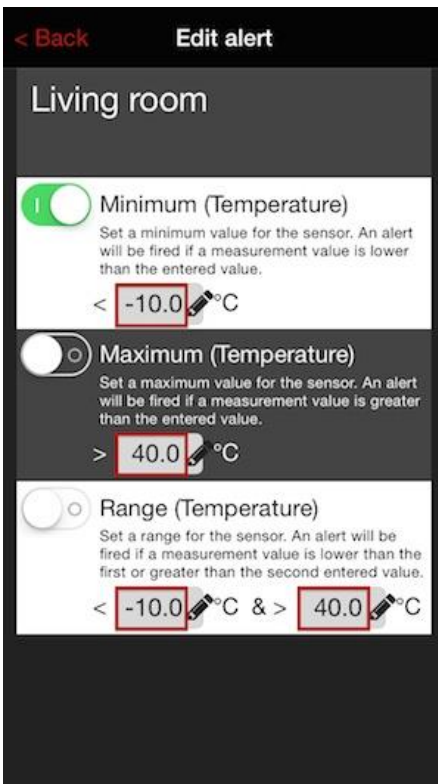 < Back Edit alert
Living room
Minimum (Temperature)
Set a minimum value for the sensor. An alert
will be fired if a measurement value is lower
than the entered value.
< -10.0 °C
Maximum (Temperature)
Set a maximum value for the sensor. An alert
will be fired if a measurement value is greater
than the entered value.
> 40.0 °C
Range (Temperature)
Set a range for the sensor. An alert will be
fired if a measurement value is lower than the
first or greater than the second entered value.
< -10.0 °C & > 40.0 °C